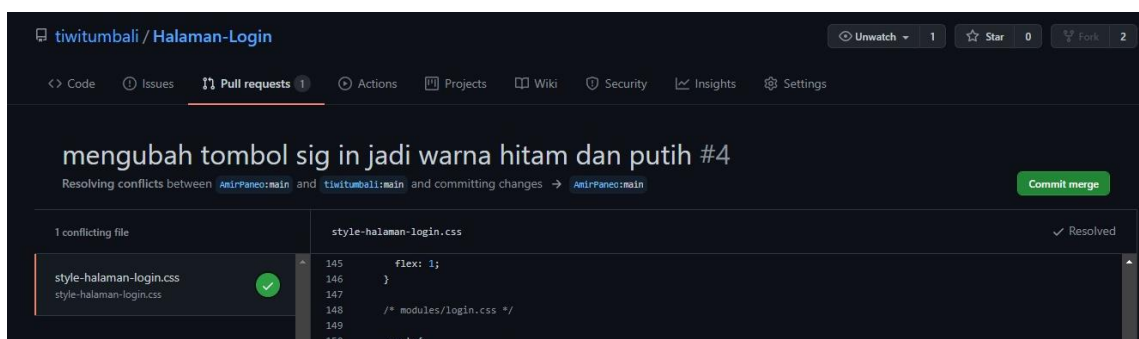 tiwitumbali / Halaman-Login
Unwatch 1 Star 0 Fork 2
Code Issues Pull requests 1 Actions Projects Wiki Security Insights Settings
mengubah tombol sig in jadi warna hitam dan putih #4
Resolving conflicts between AmirPaneo:main and tiwitumbali:main and committing changes → AmirPaneo:main
Commit merge
1 conflicting file
style-halaman-login.css
✓ Resolved
style-halaman-login.css
style-halaman-login.css
145 flex: 1;
146 }
147
148 /* modules/login.css */
149